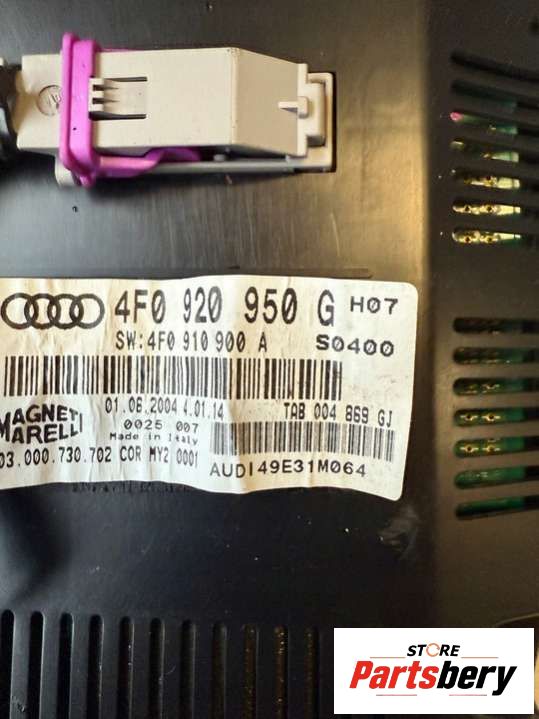 4F0 920 950 G H07
SW:4F0 910 900 A S0400
MAGNETI MARELLI
01.06.2004 4.01.14 TAB 004 869 GJ
0025 007
Made in Italy
03.000.730.702 COR MY2 0001
AUDI49E31M064
STORE
Partsbery